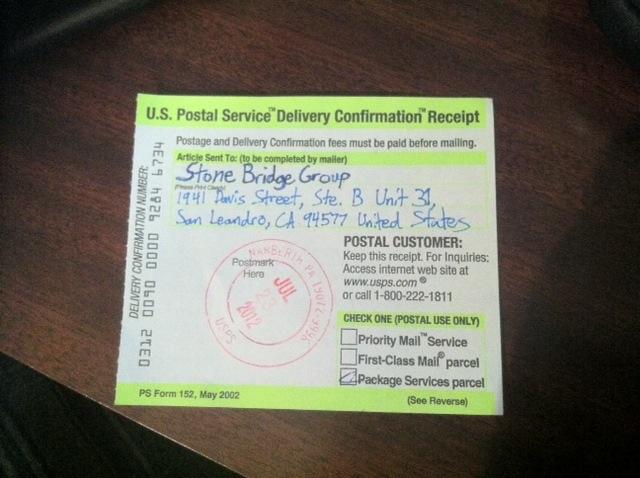 U.S. Postal Service™ Delivery Confirmation™ Receipt
Postage and Delivery Confirmation fees must be paid before mailing.
Article Sent To: (to be completed by mailer)
Stone Bridge Group
(Please Print Clearly)
1941 Davis Street, Ste. B Unit 31,
San Leandro, CA 94577 United States
DELIVERY CONFIRMATION NUMBER:
0312 0090 0000 9284 6734
Postmark
Here
NARBERTH PA 19072-9998
JUL
23
2012
USPS
POSTAL CUSTOMER:
Keep this receipt. For Inquiries:
Access internet web site at
www.usps.com®
or call 1-800-222-1811
CHECK ONE (POSTAL USE ONLY)
Priority Mail™ Service
First-Class Mail® parcel
Package Services parcel
PS Form 152, May 2002
(See Reverse)